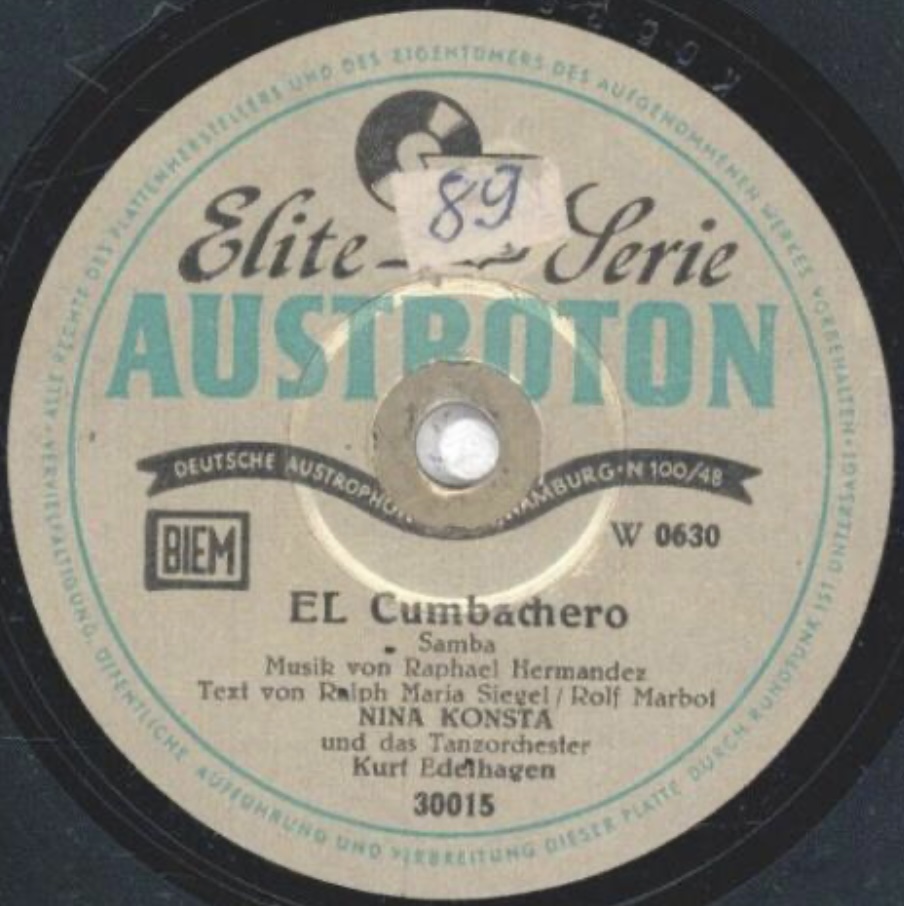 ALLE RECHTE DES PLATTENHERSTELLERS UND DES EIGENTÜMERS DES AUFGENOMMENEN WERKES VORBEHALTEN · VERVIELFÄLTIGUNG, ÖFFENTLICHE AUFFÜHRUNG UND VERBREITUNG DIESER PLATTE DURCH RUNDFUNK IST UNTERSAGT ·
89
Elite Serie
AUSTROTON
DEUTSCHE AUSTROPHON HAMBURG · N 100/48
BIEM
W 0630
EL Cumbachero
Samba
Musik von Raphael Hermandez
Text von Ralph Maria Siegel / Rolf Marbot
NINA KONSTA
und das Tanzorchester
Kurt Edelhagen
30015